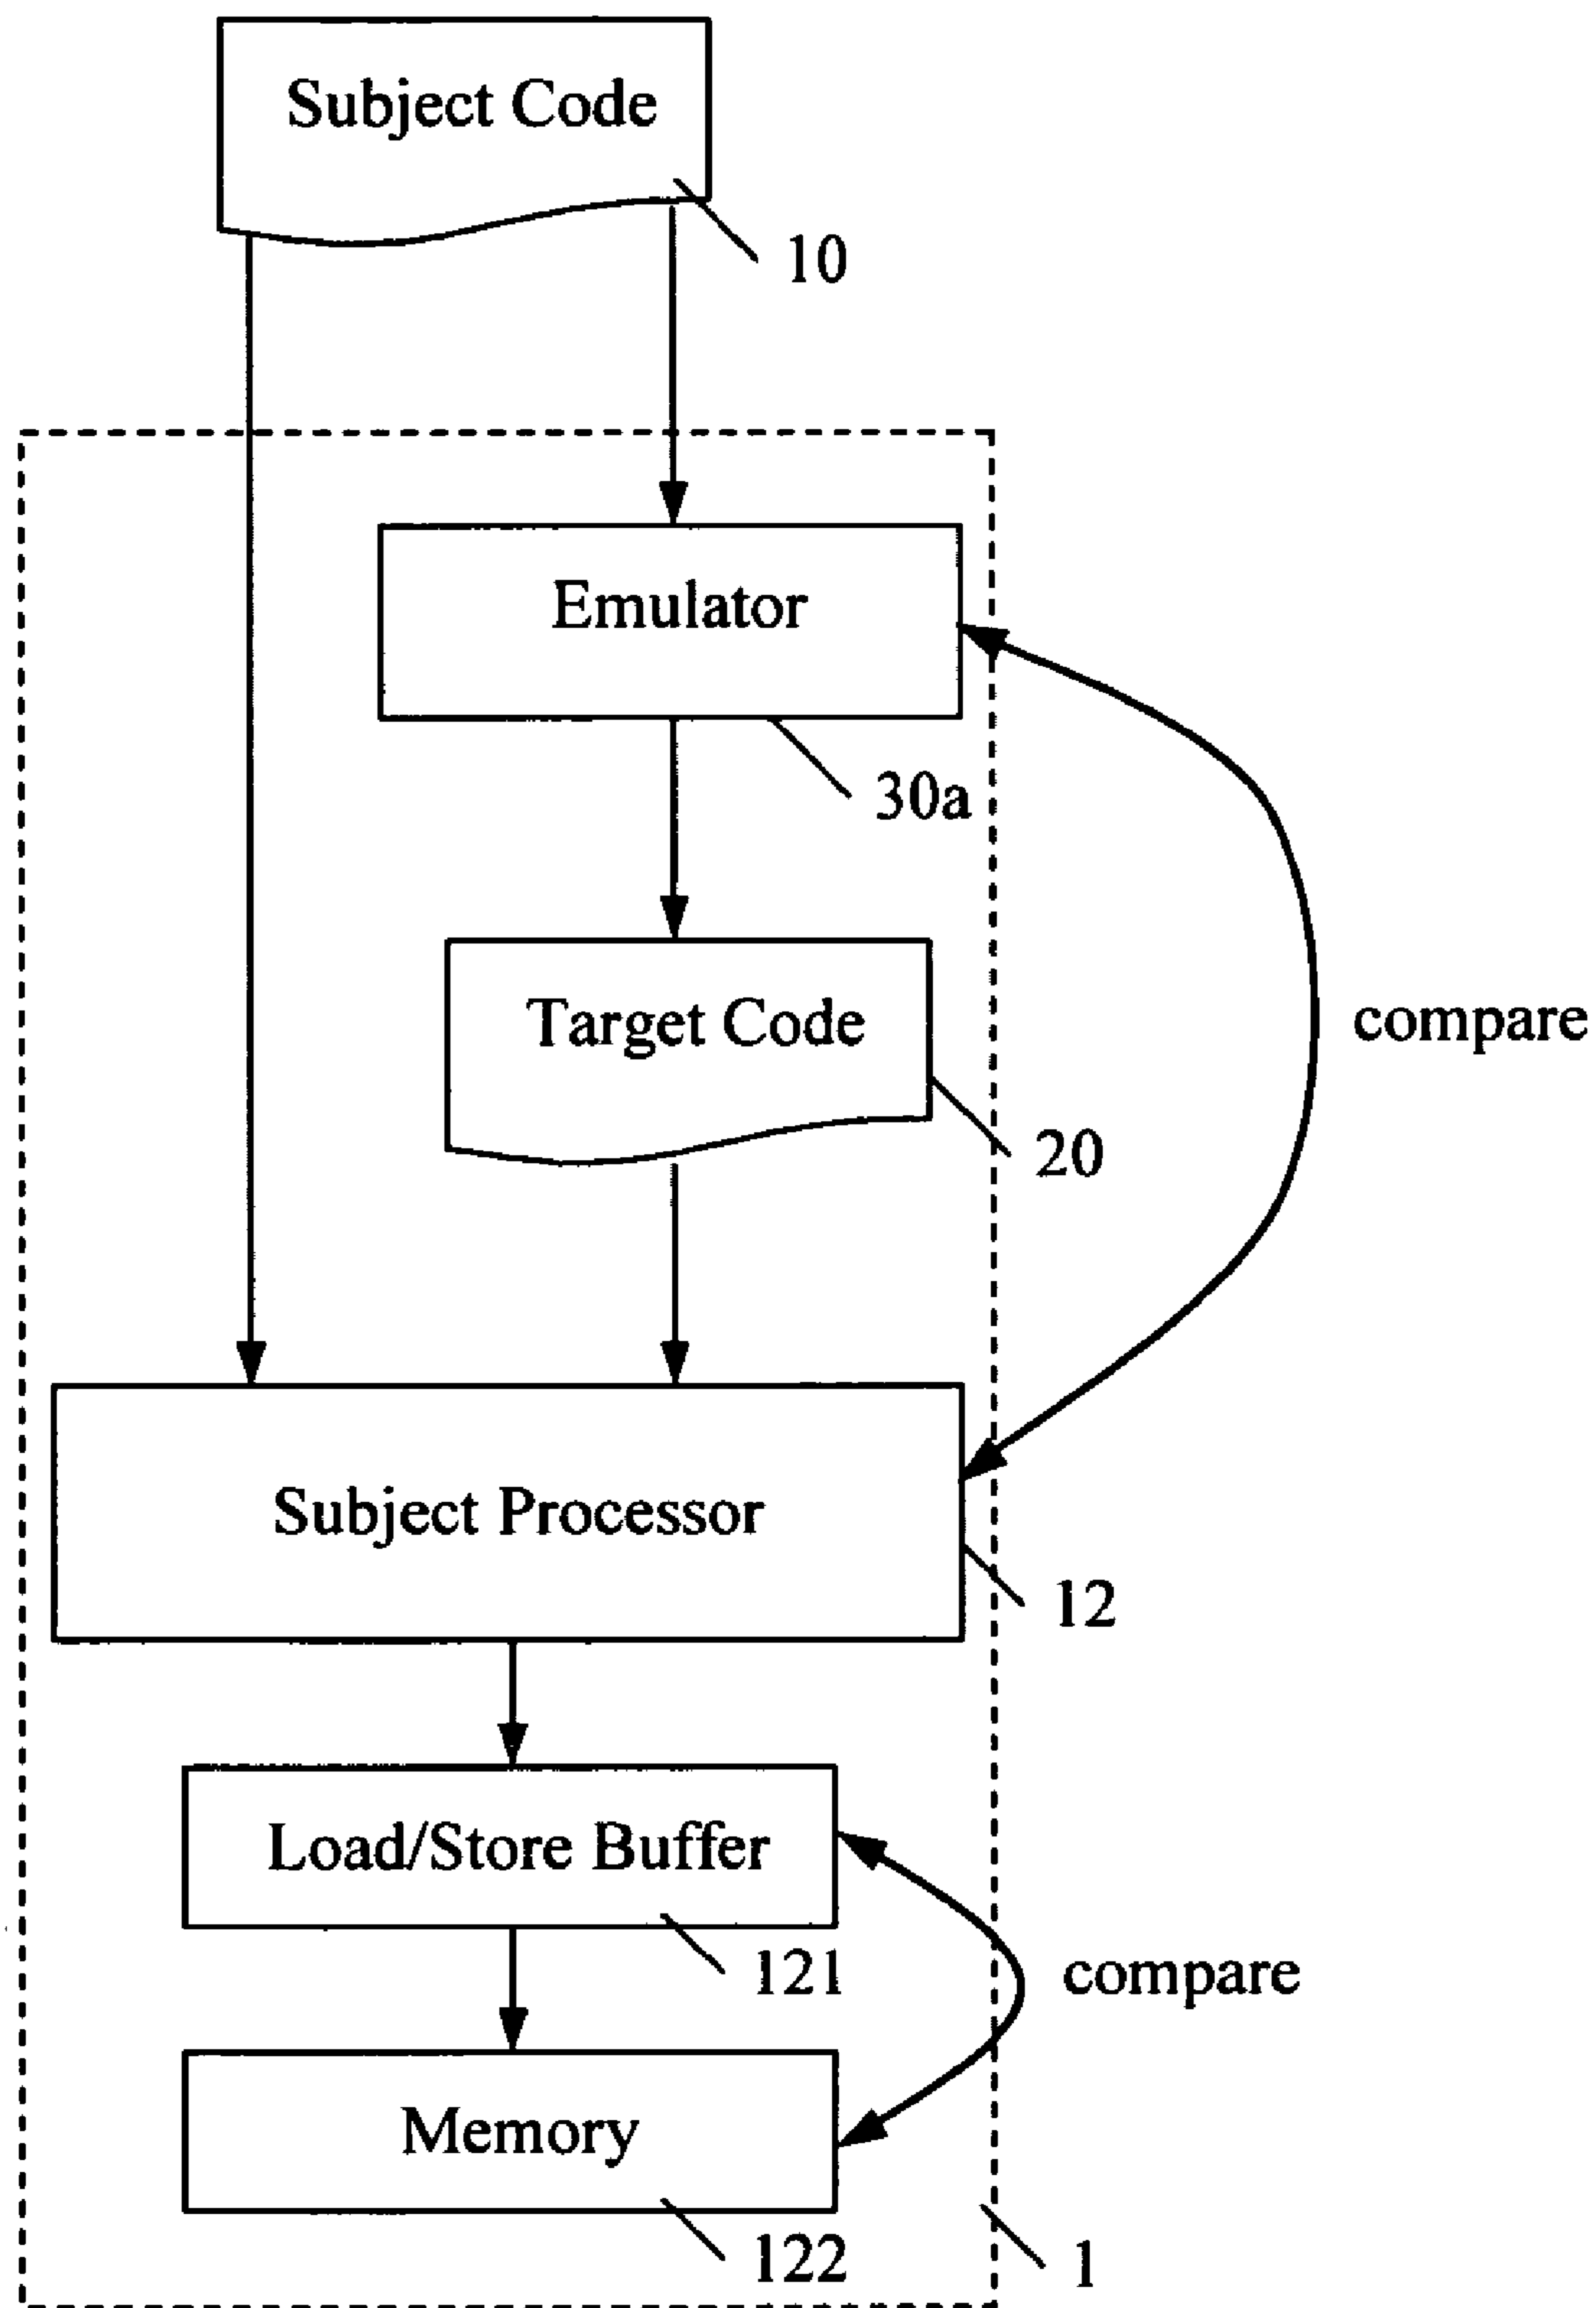 Subject Code
10
Emulator
30a
Target Code
compare
20
Subject Processor
12
Load/Store Buffer
121
compare
Memory
122
1